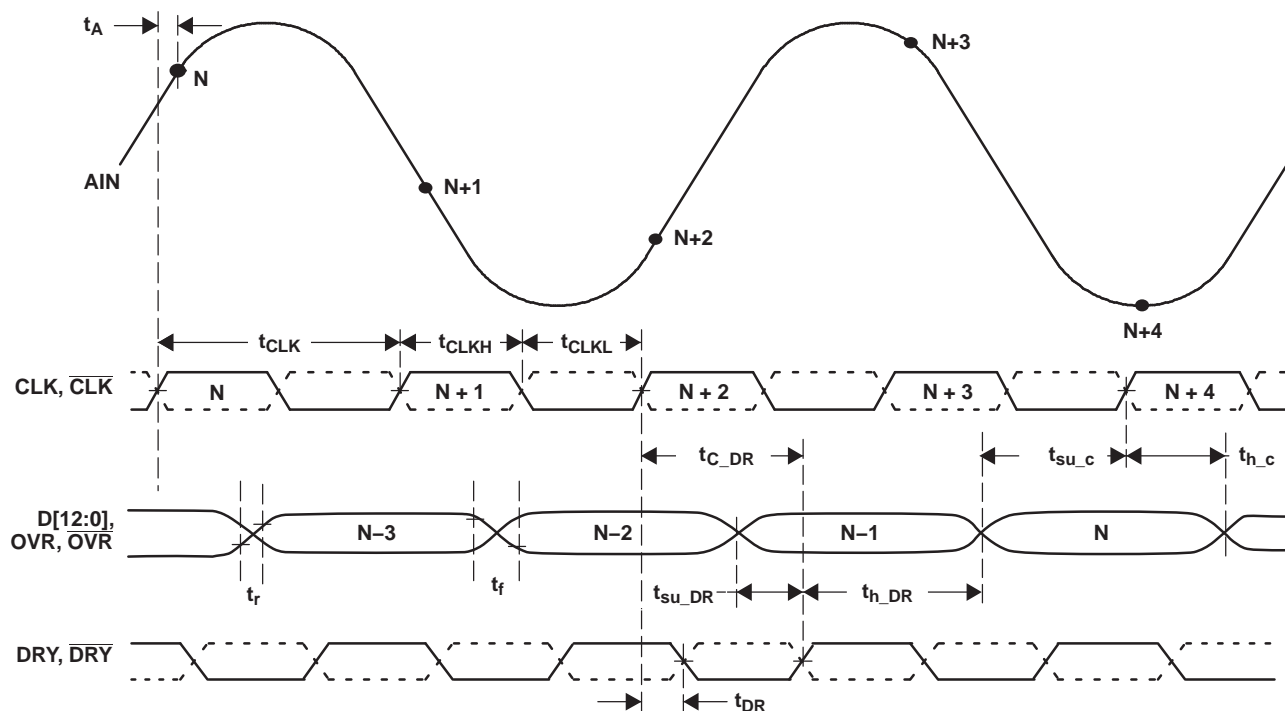 tA
N
N+3
AIN
N+1
N+2
N+4
tCLK
tCLKH
tCLKL
CLK, CLK
N
N + 1
N + 2
N + 3
N + 4
tC_DR
tsu_c
th_c
D[12:0],
OVR, OVR
N–3
N–2
N–1
N
tr
tf
tsu_DR
th_DR
DRY, DRY
tDR